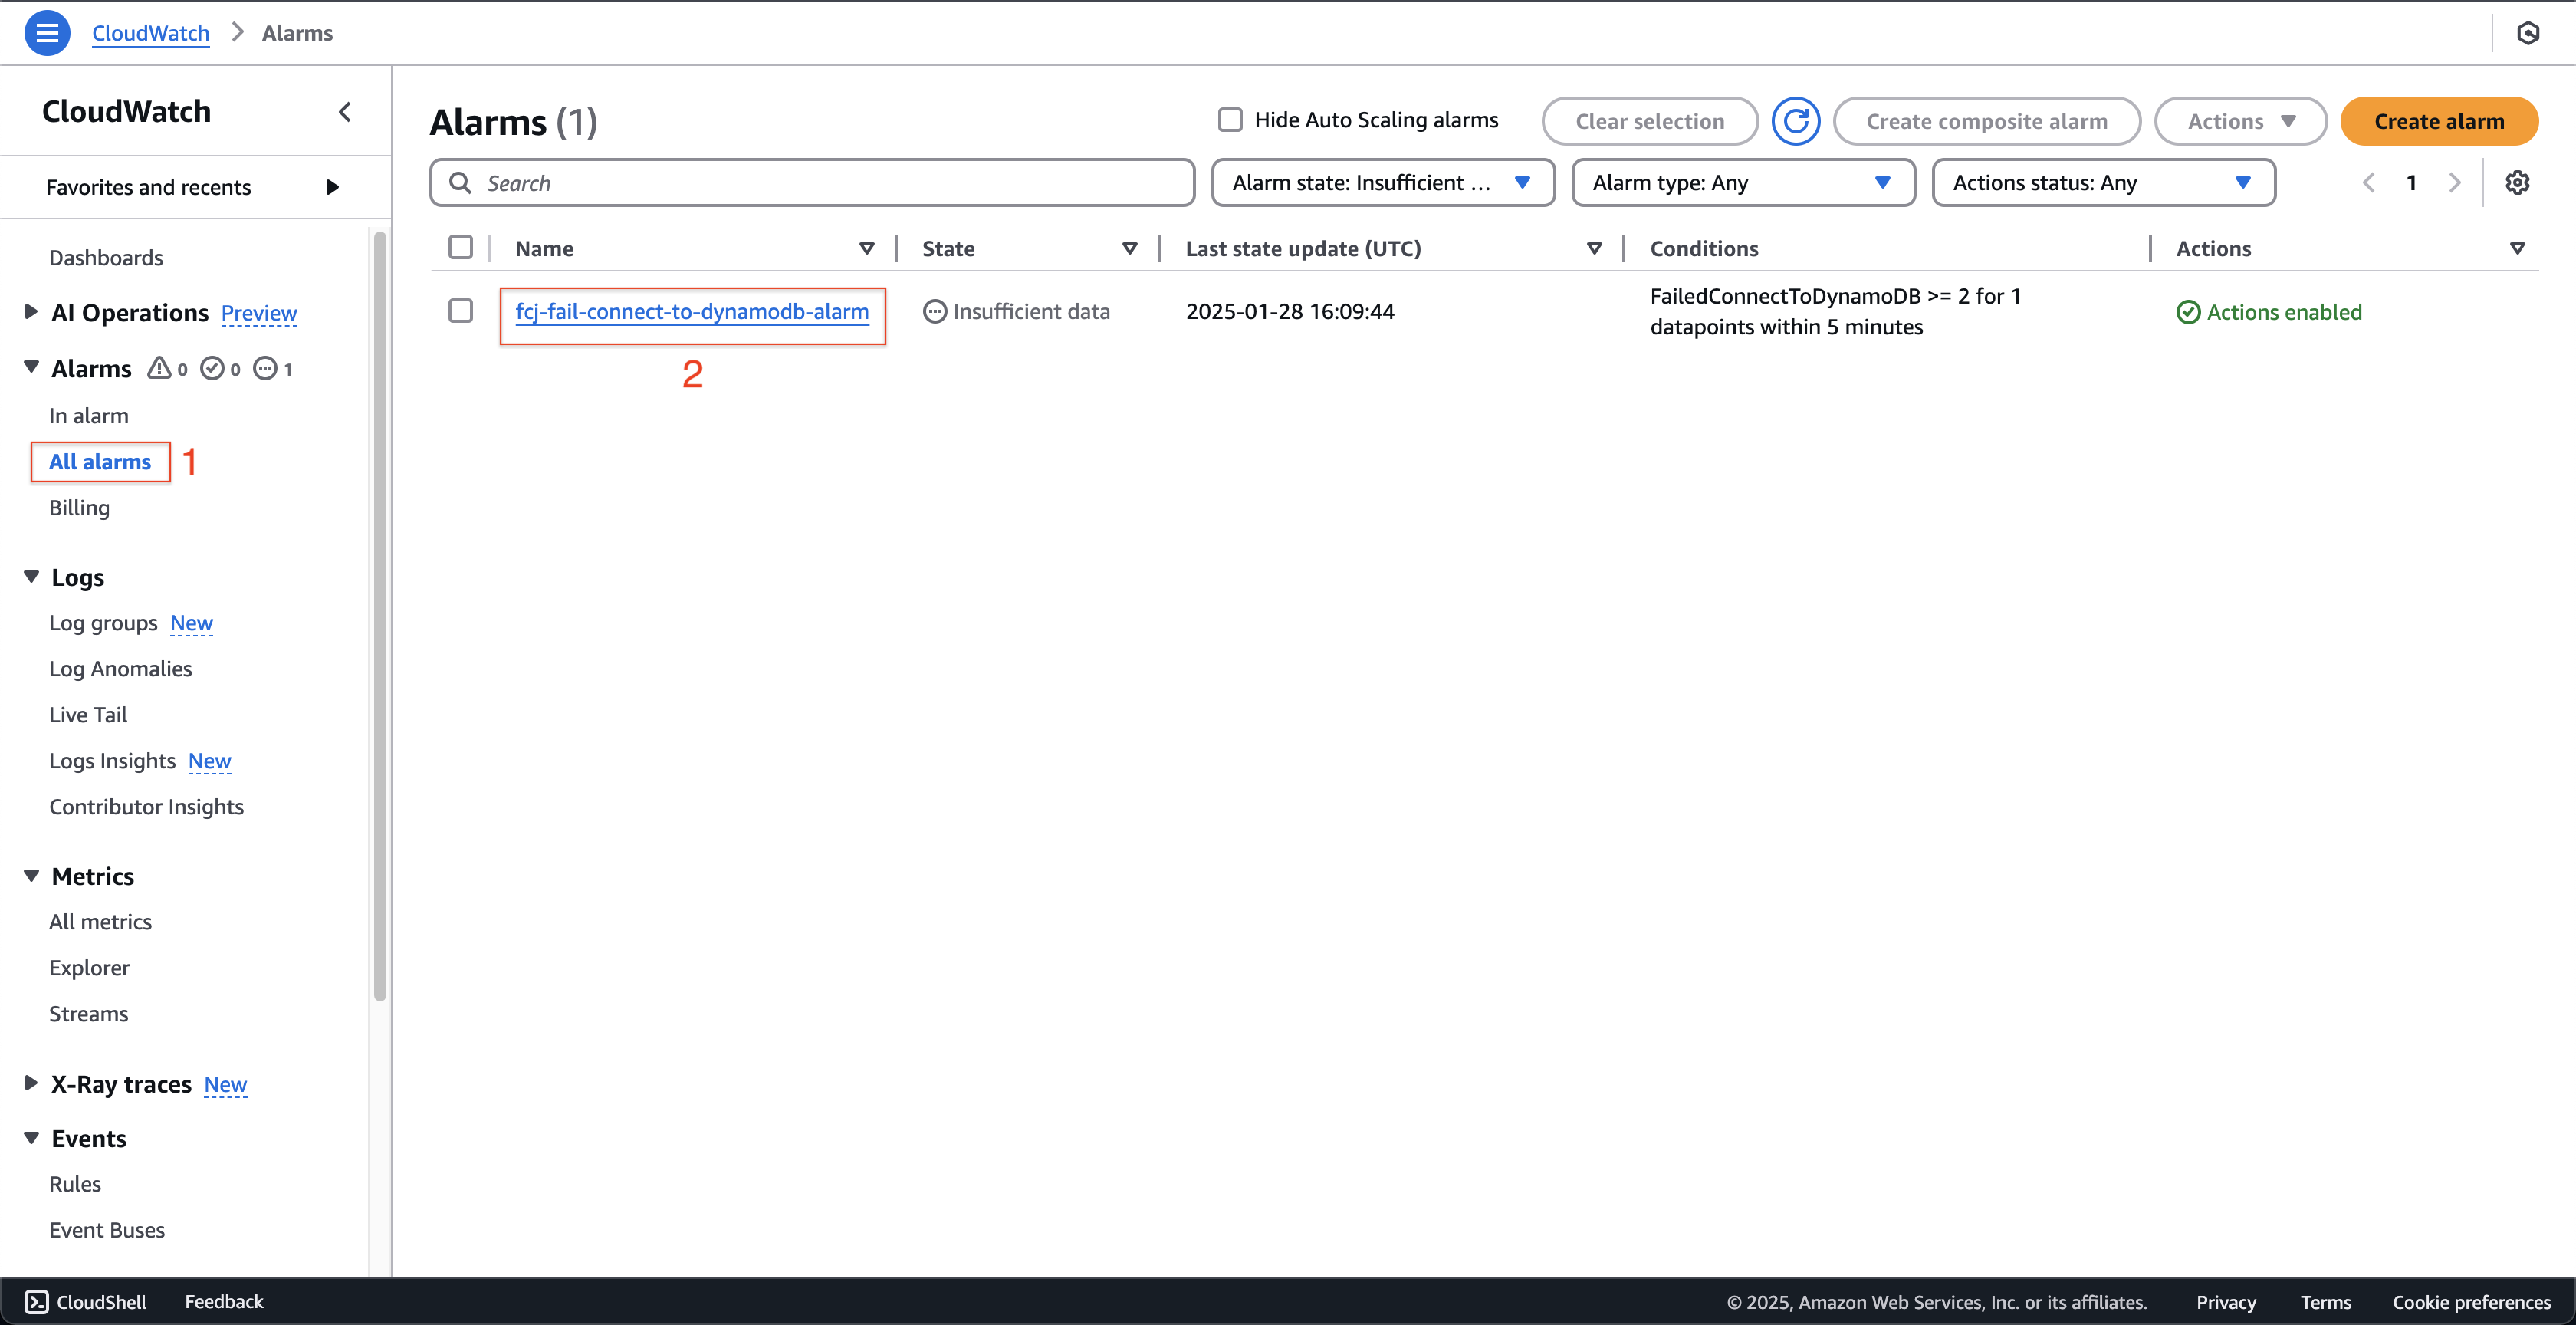 CloudWatch > Alarms
CloudWatch
Favorites and recents
Dashboards
AI Operations Preview
Alarms 0 0 1
In alarm
All alarms 1
Billing
Logs
Log groups New
Log Anomalies
Live Tail
Logs Insights New
Contributor Insights
Metrics
All metrics
Explorer
Streams
X-Ray traces New
Events
Rules
Event Buses
Alarms (1)
Hide Auto Scaling alarms Clear selection Create composite alarm Actions Create alarm
Search Alarm state: Insufficient ... Alarm type: Any Actions status: Any 1
Name State Last state update (UTC) Conditions Actions
fcj-fail-connect-to-dynamodb-alarm Insufficient data 2025-01-28 16:09:44 FailedConnectToDynamoDB >= 2 for 1
datapoints within 5 minutes Actions enabled
2
CloudShell Feedback © 2025, Amazon Web Services, Inc. or its affiliates. Privacy Terms Cookie preferences